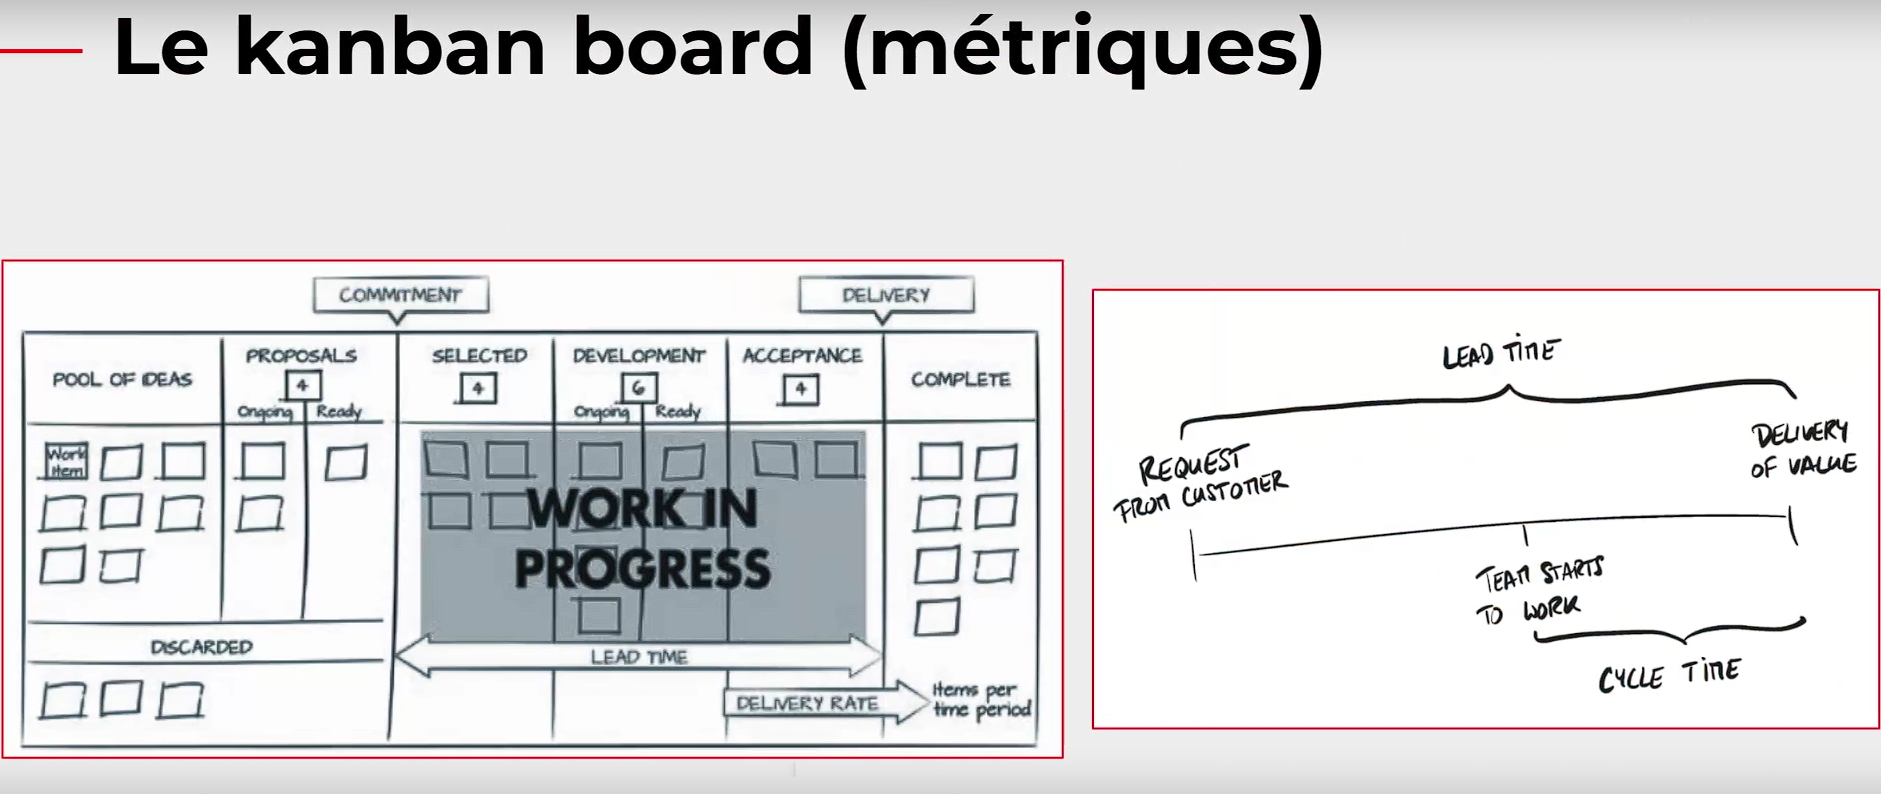 Le kanban board (métriques)
COMMITMENT
DELIVERY
POOL OF IDEAS
PROPOSALS
4
Ongoing
Ready
SELECTED
4
DEVELOPMENT
6
Ongoing
Ready
ACCEPTANCE
4
COMPLETE
Work
Item
WORK IN
PROGRESS
DISCARDED
LEAD TIME
DELIVERY RATE
Items per
time period
LEAD TIME
REQUEST
FROM CUSTOMER
DELIVERY
OF VALUE
TEAM STARTS
TO WORK
CYCLE TIME